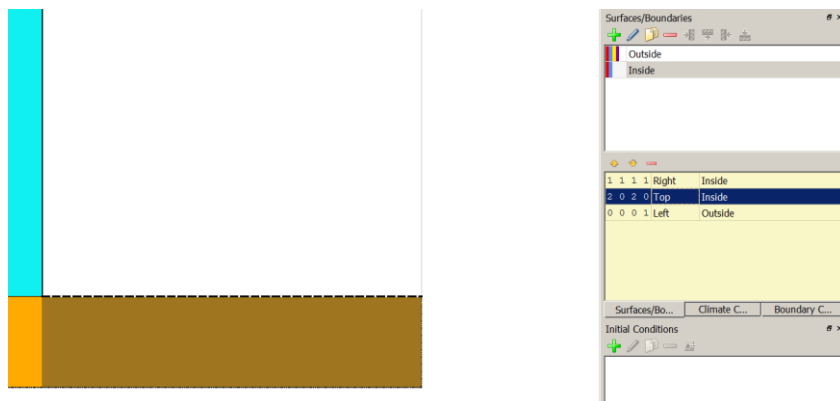 Surfaces/Boundaries
Outside
Inside
1 1 1 1 Right Inside
2 0 2 0 Top Inside
0 0 0 1 Left Outside
Surfaces/Bo... Climate C... Boundary C...
Initial Conditions